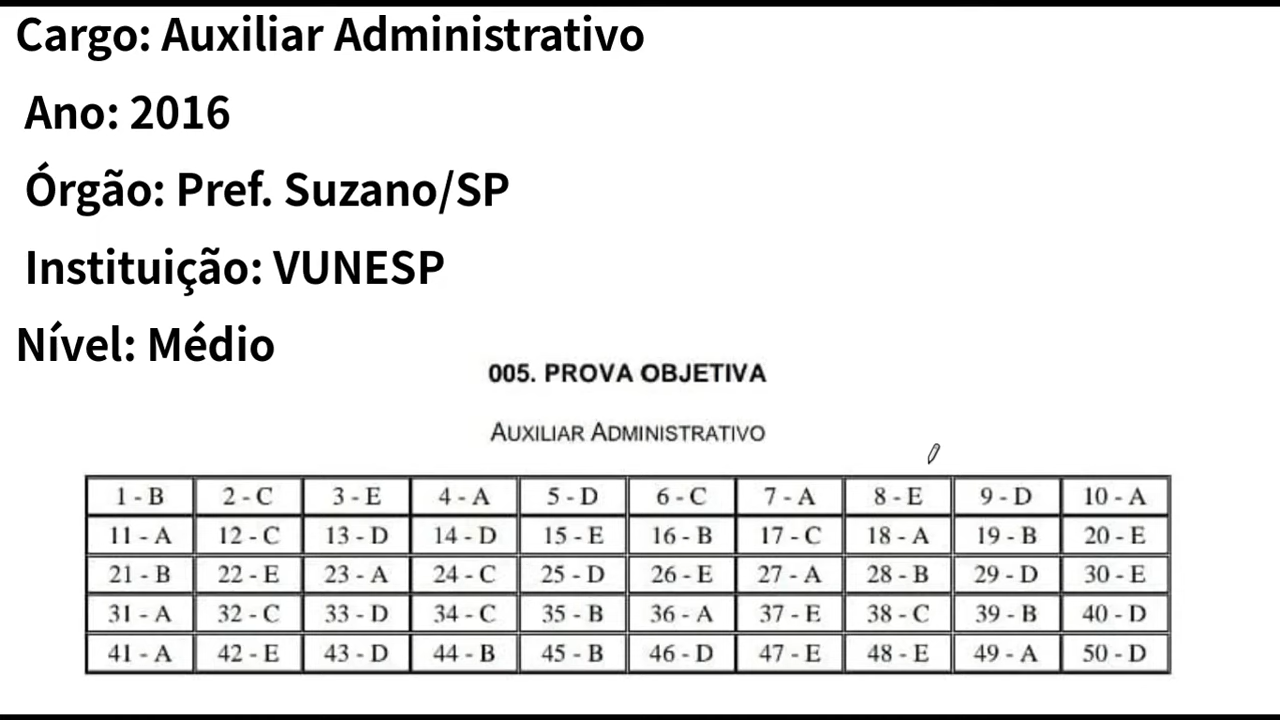 Cargo: Auxiliar Administrativo
Ano: 2016
Órgão: Pref. Suzano/SP
Instituição: VUNESP
Nível: Médio
005. PROVA OBJETIVA
AUXILIAR ADMINISTRATIVO
1 - B 2 - C 3 - E 4 - A 5 - D 6 - C 7 - A 8 - E 9 - D 10 - A
11 - A 12 - C 13 - D 14 - D 15 - E 16 - B 17 - C 18 - A 19 - B 20 - E
21 - B 22 - E 23 - A 24 - C 25 - D 26 - E 27 - A 28 - B 29 - D 30 - E
31 - A 32 - C 33 - D 34 - C 35 - B 36 - A 37 - E 38 - C 39 - B 40 - D
41 - A 42 - E 43 - D 44 - B 45 - B 46 - D 47 - E 48 - E 49 - A 50 - D